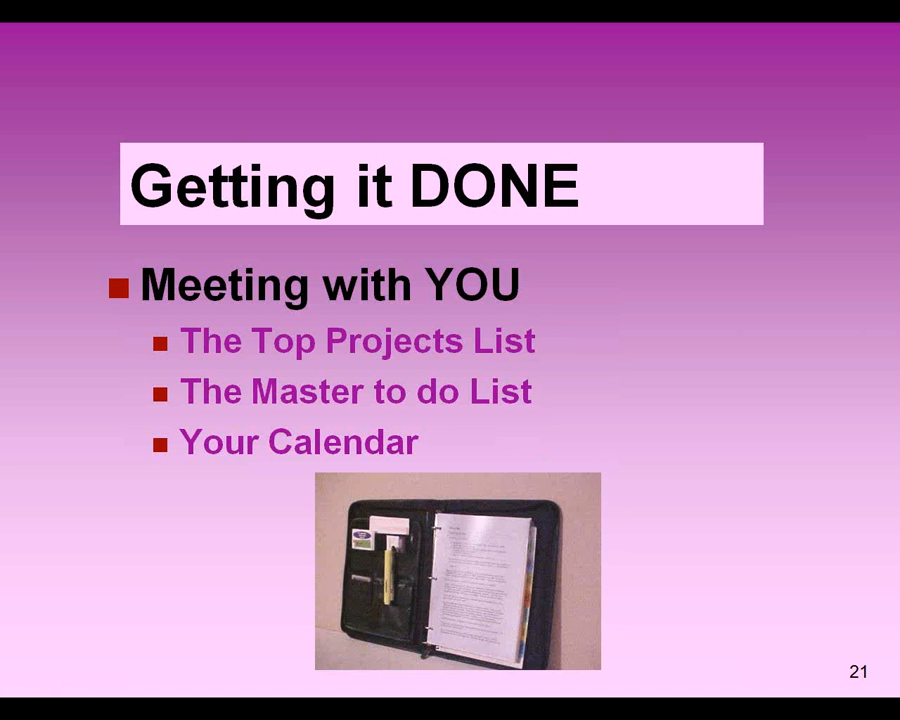 Getting it DONE
Meeting with YOU
The Top Projects List
The Master to do List
Your Calendar
21